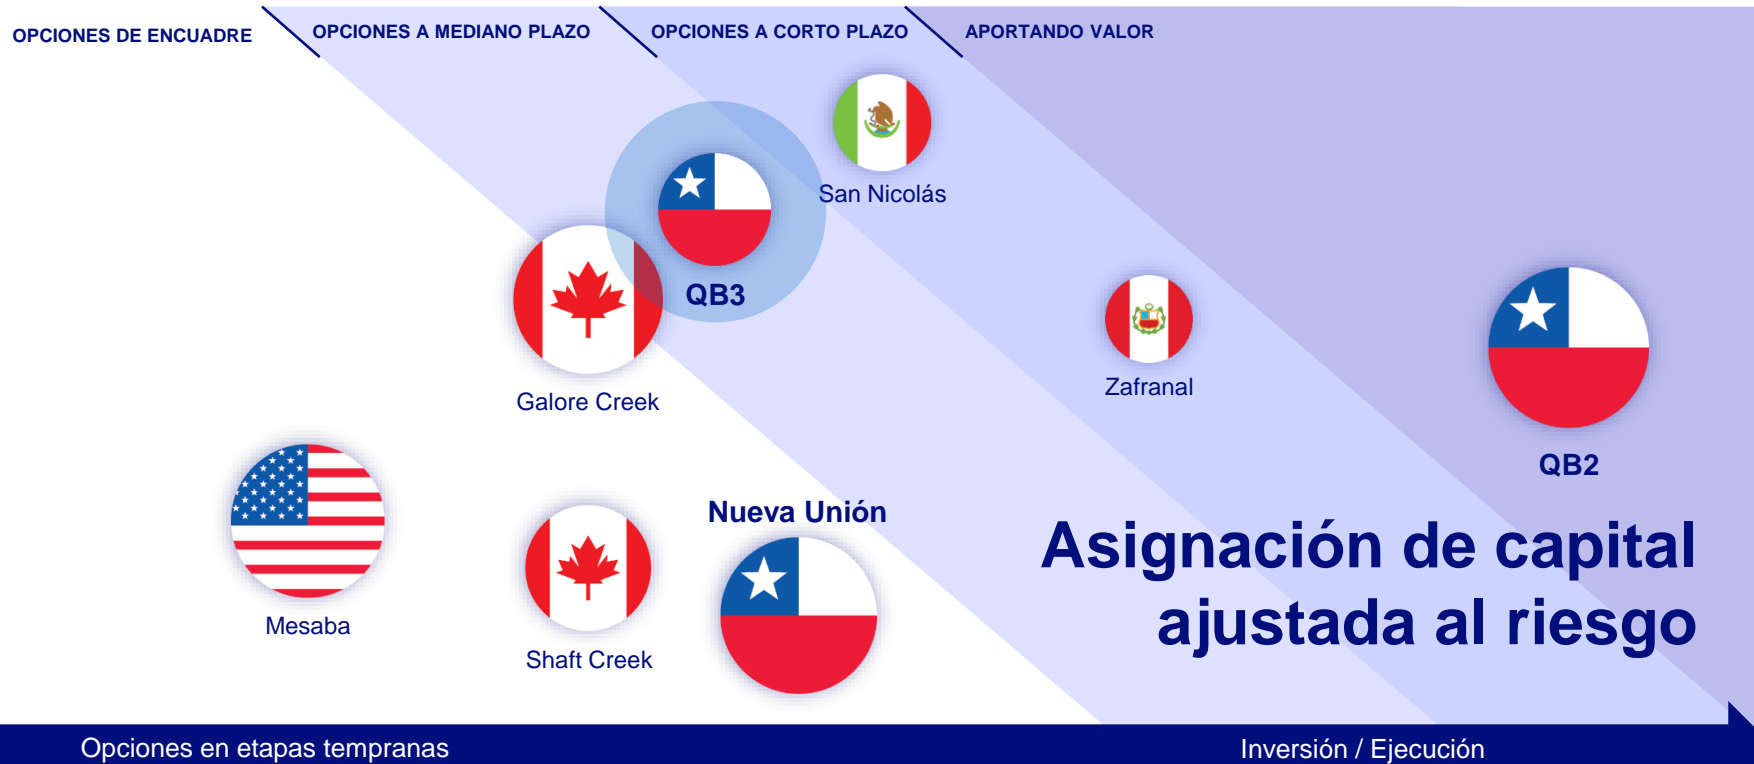 OPCIONES DE ENCUADRE
OPCIONES A MEDIANO PLAZO
OPCIONES A CORTO PLAZO
APORTANDO VALOR
San Nicolás
QB3
Galore Creek
Zafranal
QB2
Mesaba
Shaft Creek
Nueva Unión
Asignación de capital
ajustada al riesgo
Opciones en etapas tempranas
Inversión / Ejecución